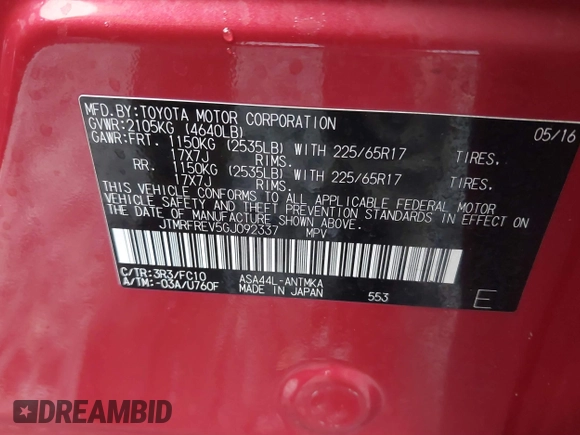 MFD.BY:TOYOTA MOTOR CORPORATION 05/16
GVWR:2105KG (4640LB)
GAWR:FRT. 1150KG (2535LB) WITH 225/65R17 TIRES.
17X7J RIMS.
RR. 1150KG (2535LB) WITH 225/65R17 TIRES.
17X7J RIMS.
THIS VEHICLE CONFORMS TO ALL APPLICABLE FEDERAL MOTOR
VEHICLE SAFETY AND THEFT PREVENTION STANDARDS IN EFFECT
ON THE DATE OF MANUFACTURE SHOWN ABOVE.
JTMRFREV5GJ092337 MPV
C/TR:3R3/FC10 ASA44L-ANTMKA
A/TM:-03A/U760F MADE IN JAPAN 553 E
DREAMBID